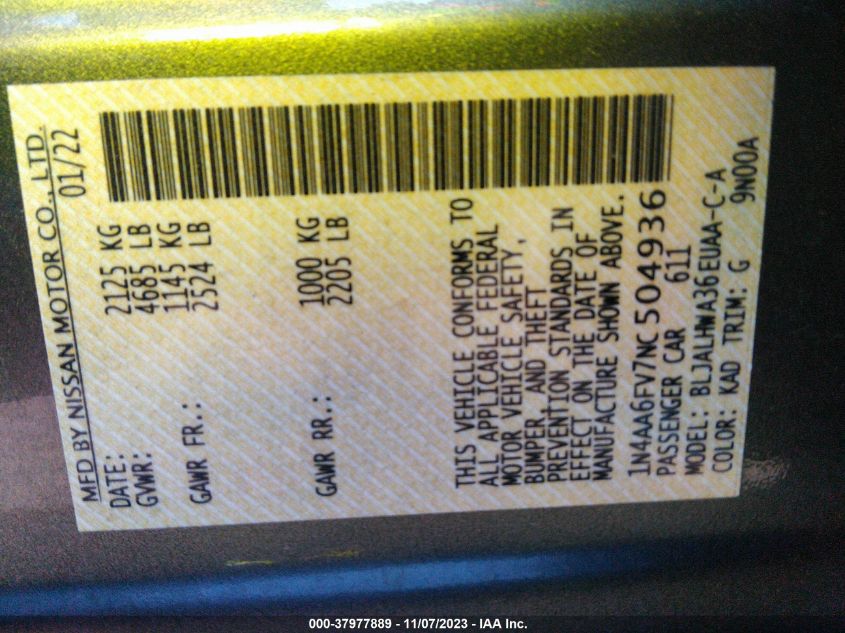 MFD BY NISSAN MOTOR CO., LTD.
DATE: 01/22
GVWR: 2125 KG
4685 LB
GAWR FR.: 1145 KG
2524 LB
GAWR RR.: 1000 KG
2205 LB
THIS VEHICLE CONFORMS TO
ALL APPLICABLE FEDERAL
MOTOR VEHICLE SAFETY,
BUMPER, AND THEFT
PREVENTION STANDARDS IN
EFFECT ON THE DATE OF
MANUFACTURE SHOWN ABOVE.
1N4AA6FV7NC504936
PASSENGER CAR 611
MODEL: BLJALHWA36EUAA-C-A
COLOR: KAD TRIM: G 9N00A
000-37977889 - 11/07/2023 - IAA Inc.